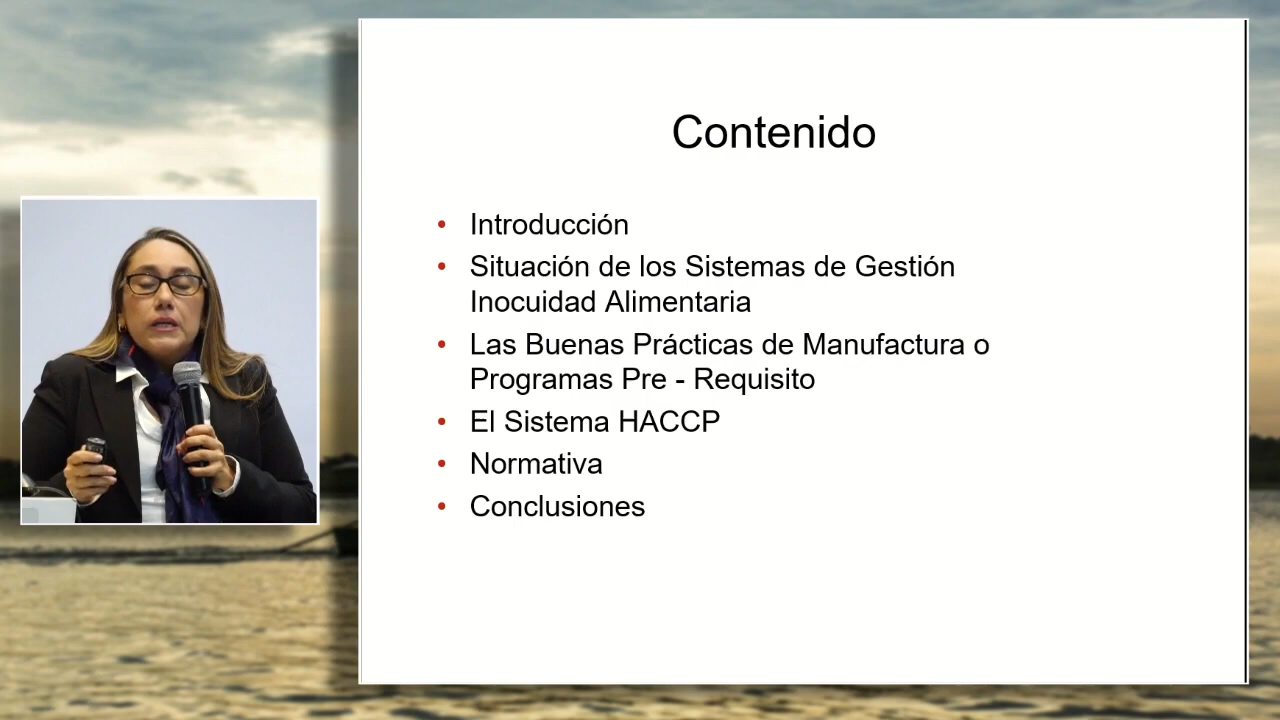 Contenido
• Introducción
• Situación de los Sistemas de Gestión
Inocuidad Alimentaria
• Las Buenas Prácticas de Manufactura o
Programas Pre - Requisito
• El Sistema HACCP
• Normativa
• Conclusiones